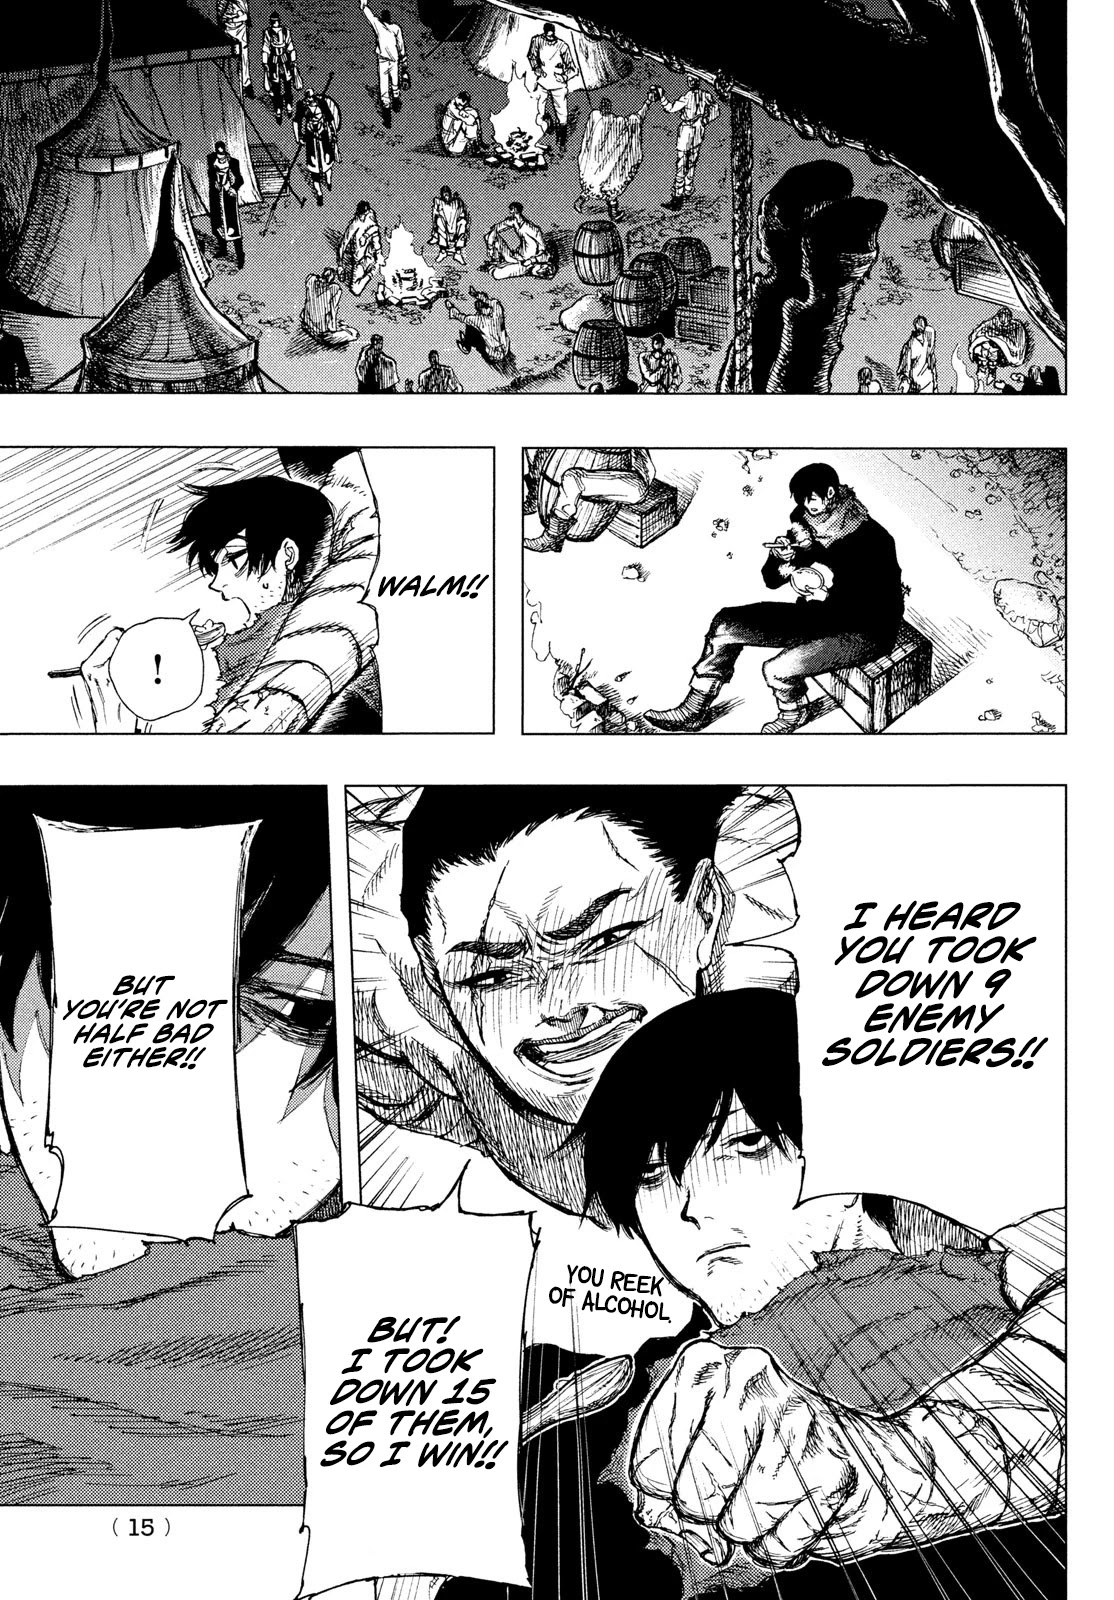 WALM!!
!
I HEARD
YOU TOOK
DOWN 9
ENEMY
SOLDIERS!!
YOU REEK
OF ALCOHOL.
BUT!
I TOOK
DOWN 15
OF THEM,
SO I WIN!!
BUT
YOU'RE NOT
HALF BAD
EITHER!!
( 15 )